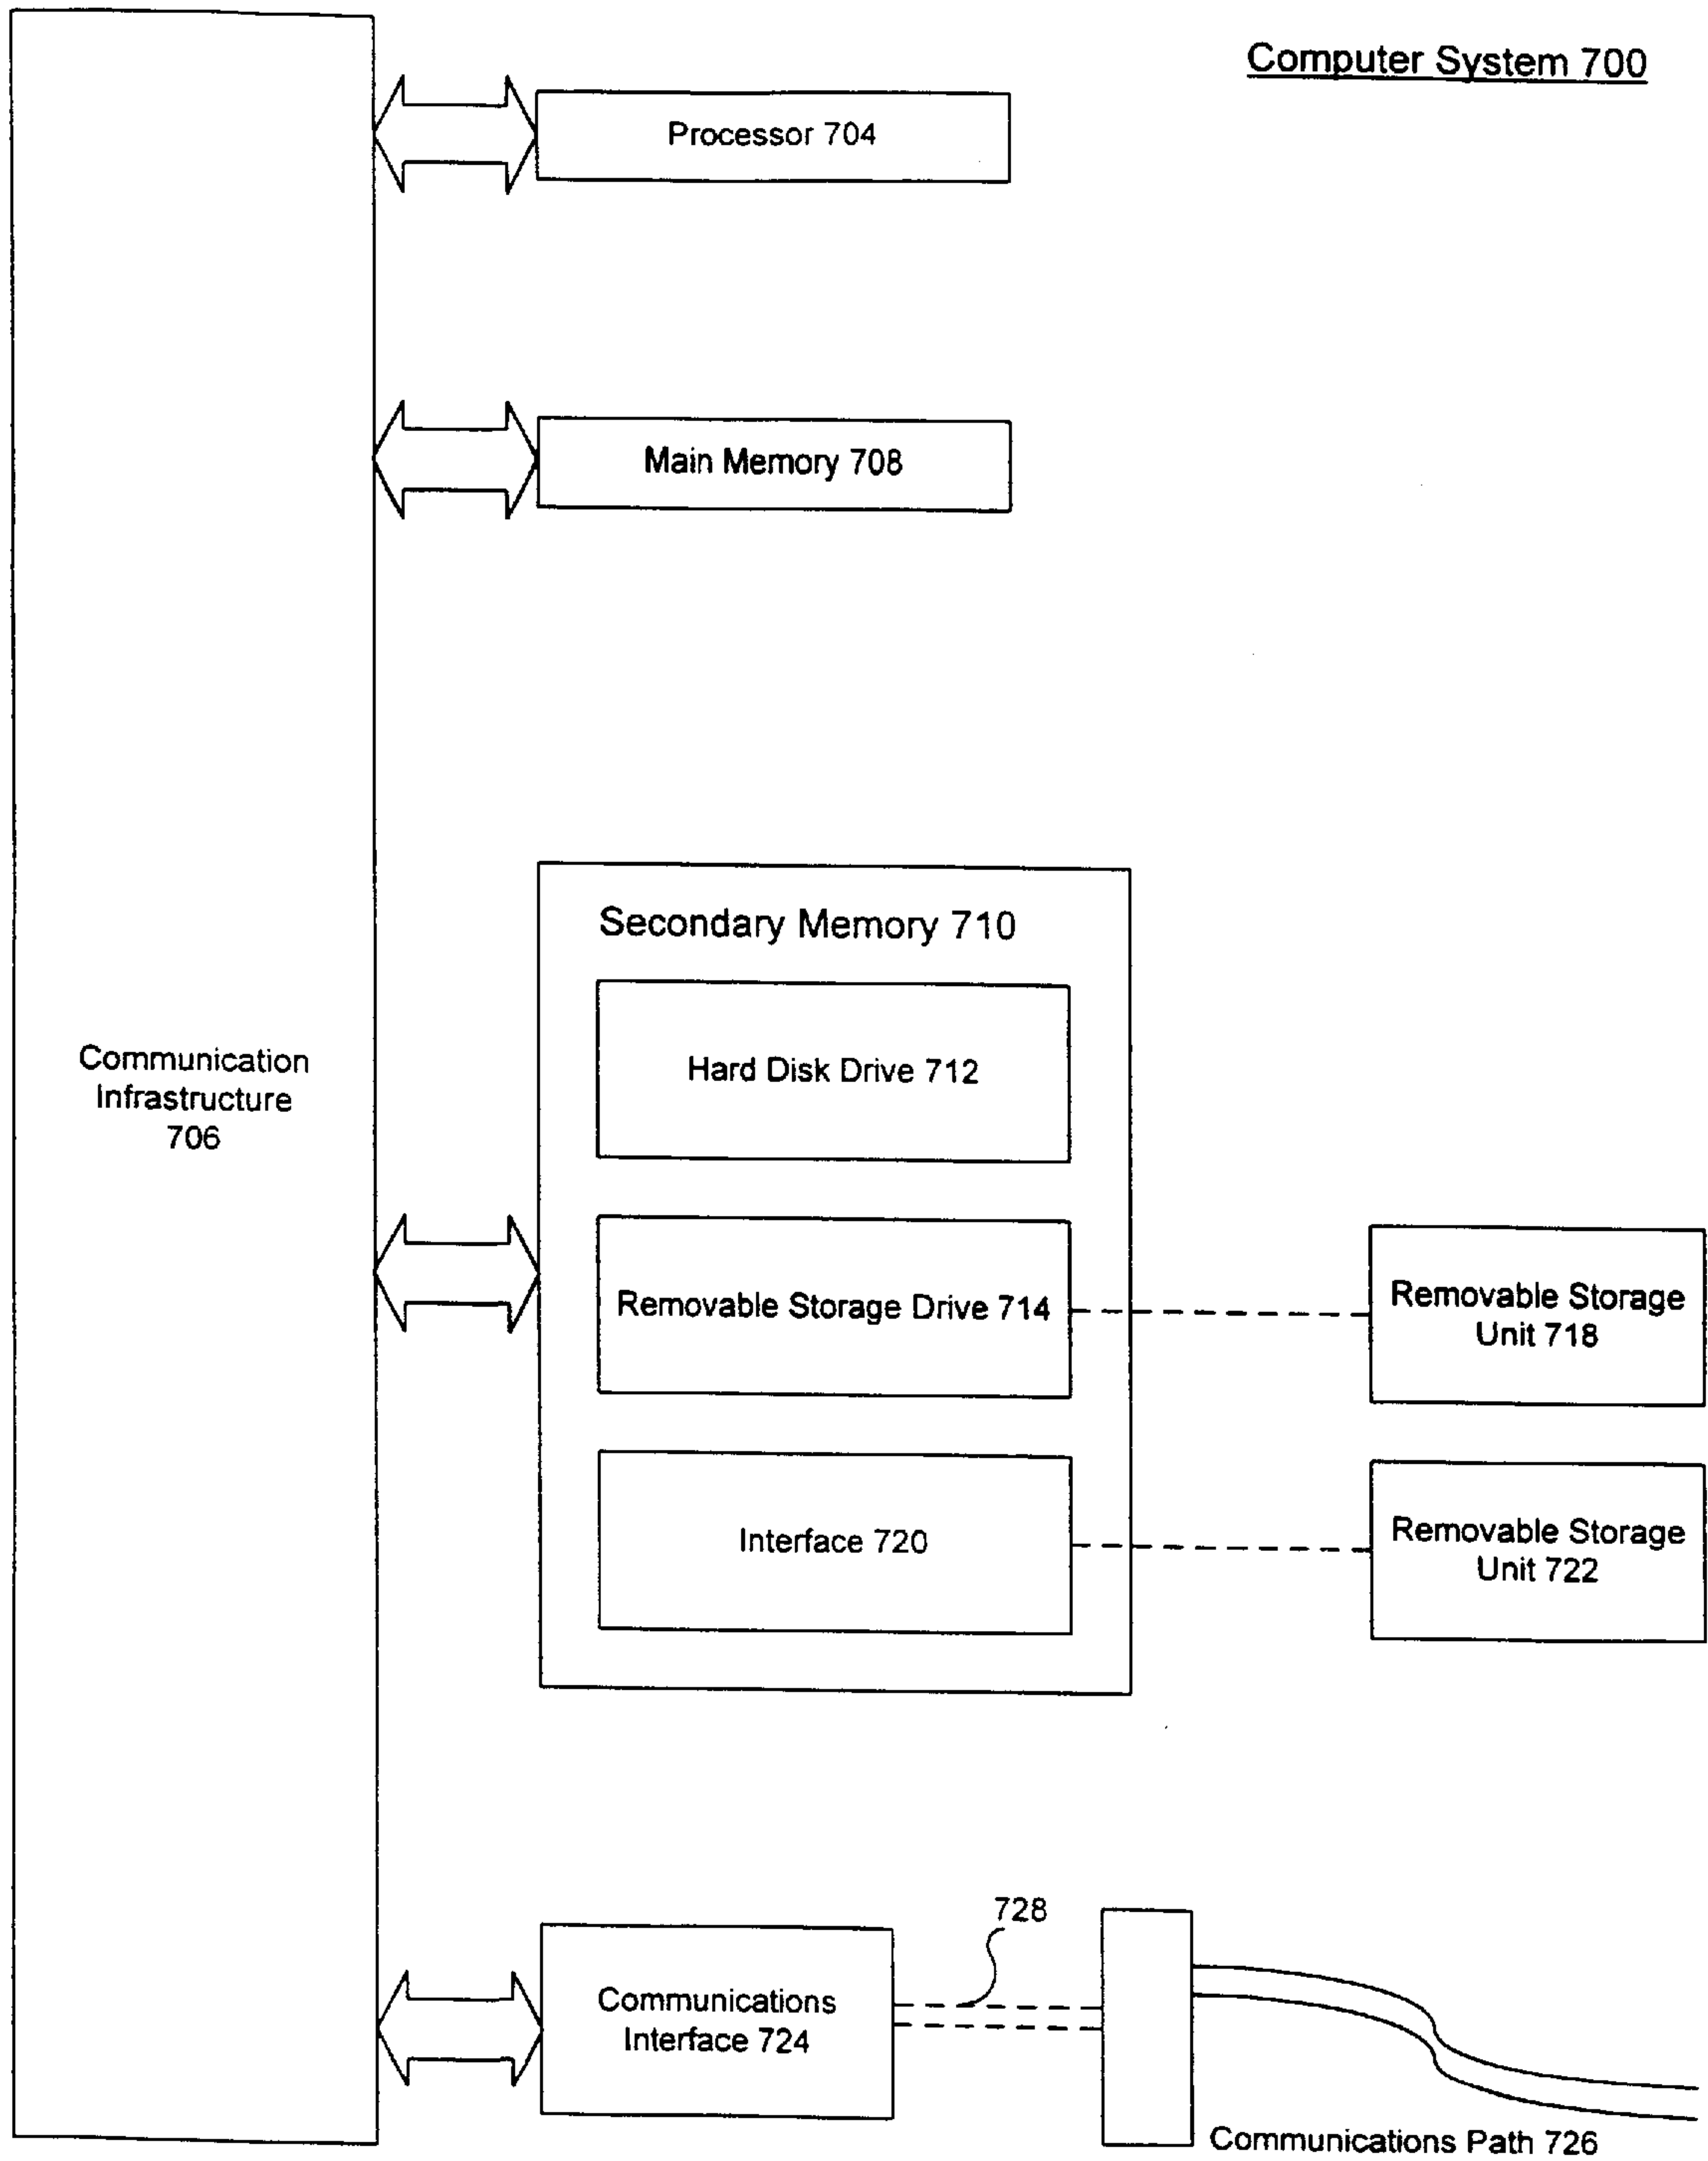 Computer System 700
Processor 704
Main Memory 708
Communication
Infrastructure
706
Secondary Memory 710
Hard Disk Drive 712
Removable Storage Drive 714
Removable Storage
Unit 718
Interface 720
Removable Storage
Unit 722
728
Communications
Interface 724
Communications Path 726